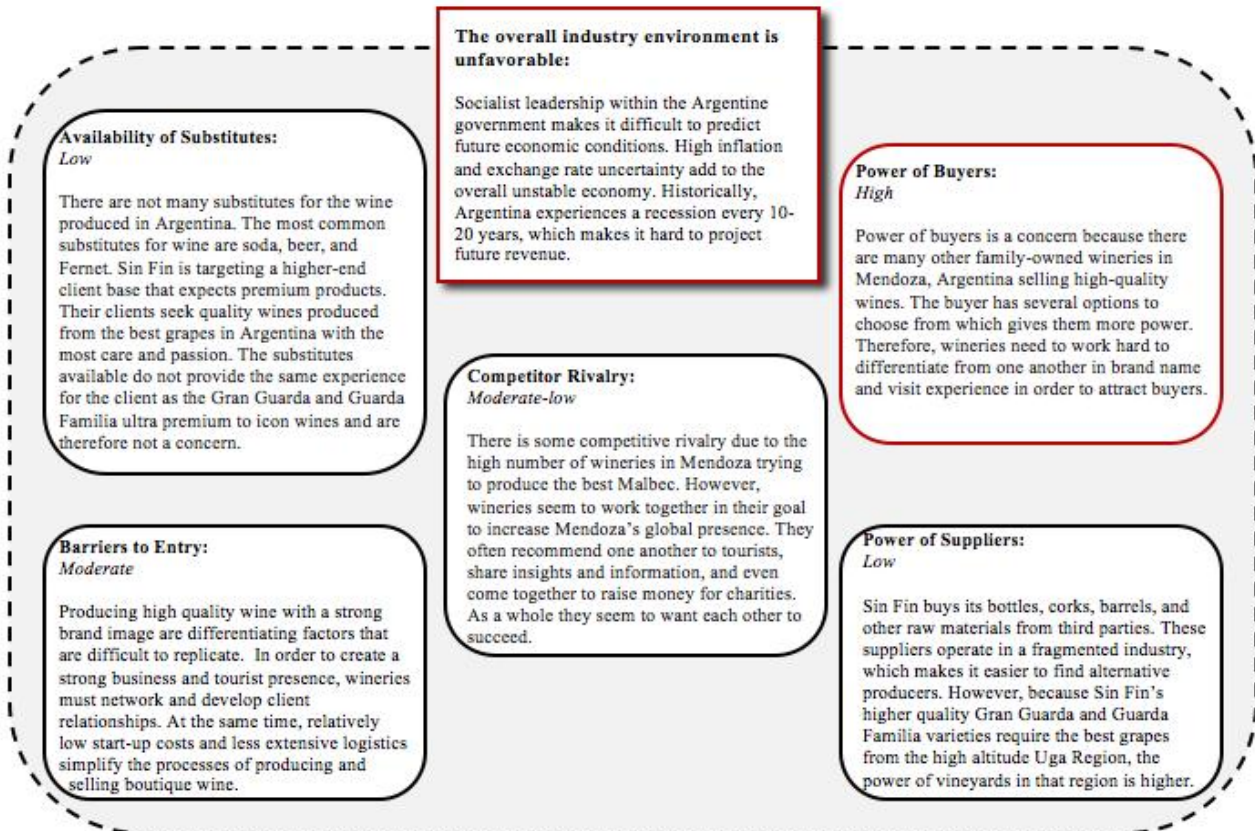 The overall industry environment is
unfavorable:
Socialist leadership within the Argentine
government makes it difficult to predict
future economic conditions. High inflation
and exchange rate uncertainty add to the
overall unstable economy. Historically,
Argentina experiences a recession every 10-
20 years, which makes it hard to project
future revenue.
Availability of Substitutes:
Low
There are not many substitutes for the wine
produced in Argentina. The most common
substitutes for wine are soda, beer, and
Fernet. Sin Fin is targeting a higher-end
client base that expects premium products.
Their clients seek quality wines produced
from the best grapes in Argentina with the
most care and passion. The substitutes
available do not provide the same experience
for the client as the Gran Guarda and Guarda
Familia ultra premium to icon wines and are
therefore not a concern.
Power of Buyers:
High
Power of buyers is a concern because there
are many other family-owned wineries in
Mendoza, Argentina selling high-quality
wines. The buyer has several options to
choose from which gives them more power.
Therefore, wineries need to work hard to
differentiate from one another in brand name
and visit experience in order to attract buyers.
Competitor Rivalry:
Moderate-low
There is some competitive rivalry due to the
high number of wineries in Mendoza trying
to produce the best Malbec. However,
wineries seem to work together in their goal
to increase Mendoza's global presence. They
often recommend one another to tourists,
share insights and information, and even
come together to raise money for charities.
As a whole they seem to want each other to
succeed.
Barriers to Entry:
Moderate
Producing high quality wine with a strong
brand image are differentiating factors that
are difficult to replicate. In order to create a
strong business and tourist presence, wineries
must network and develop client
relationships. At the same time, relatively
low start-up costs and less extensive logistics
simplify the processes of producing and
selling boutique wine.
Power of Suppliers:
Low
Sin Fin buys its bottles, corks, barrels, and
other raw materials from third parties. These
suppliers operate in a fragmented industry,
which makes it easier to find alternative
producers. However, because Sin Fin's
higher quality Gran Guarda and Guarda
Familia varieties require the best grapes
from the high altitude Uga Region, the
power of vineyards in that region is higher.